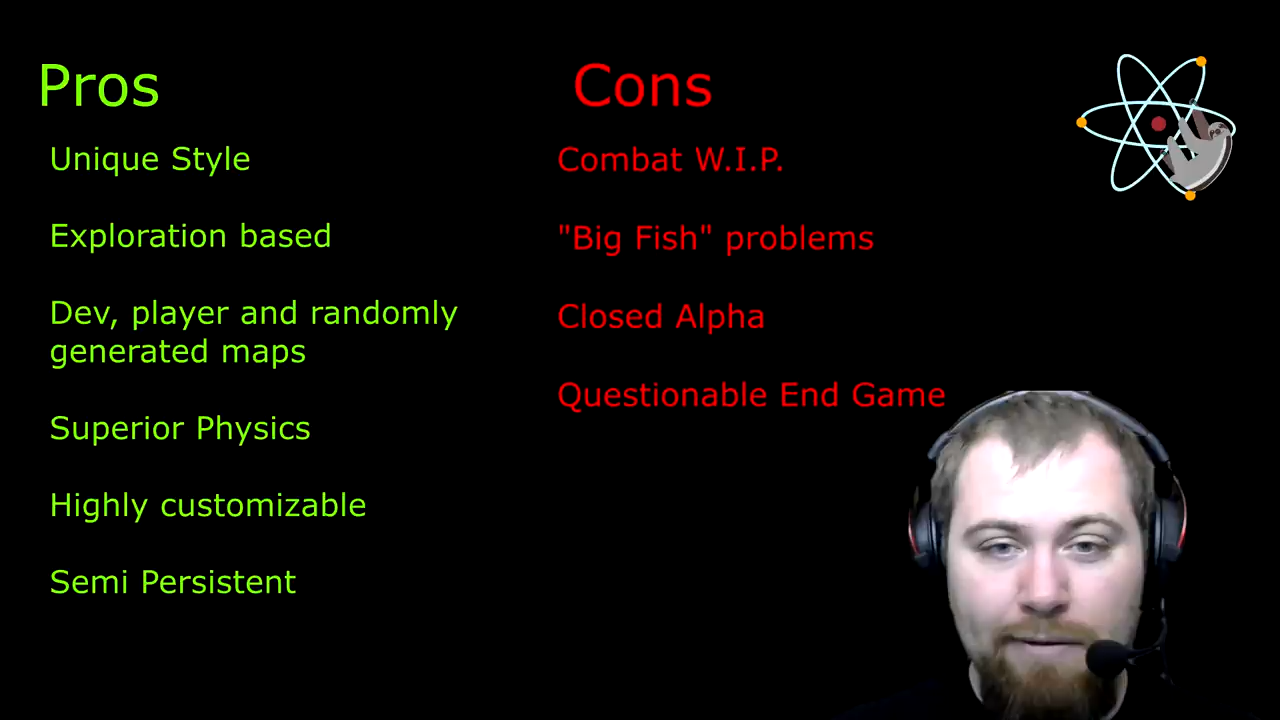 Pros
Unique Style
Exploration based
Dev, player and randomly
generated maps
Superior Physics
Highly customizable
Semi Persistent
Cons
Combat W.I.P.
"Big Fish" problems
Closed Alpha
Questionable End Game